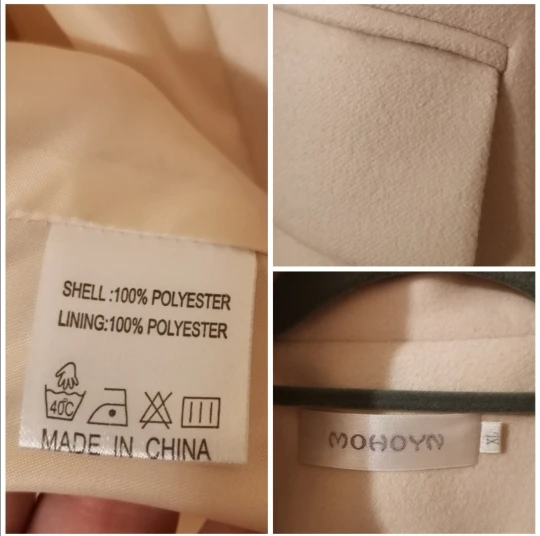 SHELL :100% POLYESTER
LINING:100% POLYESTER
40°C
MADE IN CHINA
MOHOYN
XL